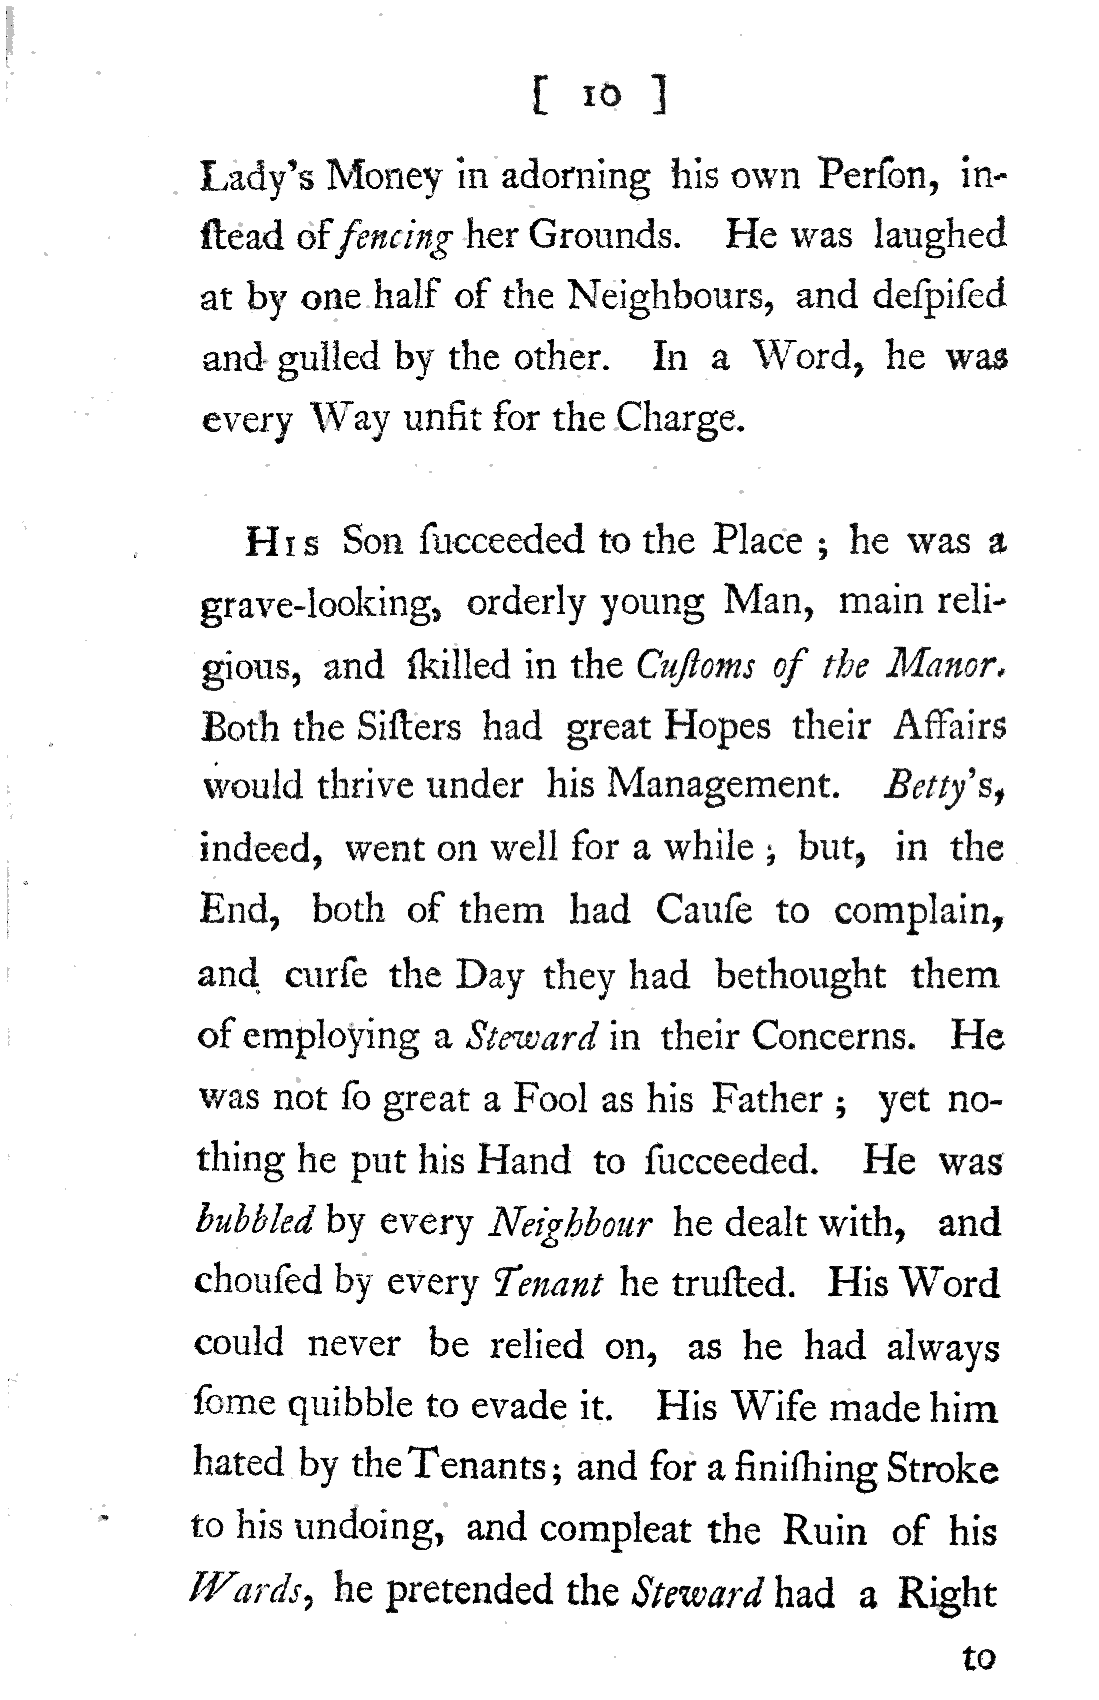 [ 10 ]
Lady's Money in adorning his own Perſon, in-
ſtead of fencing her Grounds. He was laughed
at by one half of the Neighbours, and deſpiſed
and gulled by the other. In a Word, he was
every Way unfit for the Charge.
HIS Son ſucceeded to the Place ; he was a
grave-looking, orderly young Man, main reli-
gious, and ſkilled in the Cuſtoms of the Manor.
Both the Siſters had great Hopes their Affairs
would thrive under his Management. Betty's,
indeed, went on well for a while ; but, in the
End, both of them had Cauſe to complain,
and curſe the Day they had bethought them
of employing a Steward in their Concerns. He
was not ſo great a Fool as his Father ; yet no-
thing he put his Hand to ſucceeded. He was
bubbled by every Neighbour he dealt with, and
chouſed by every Tenant he truſted. His Word
could never be relied on, as he had always
ſome quibble to evade it. His Wife made him
hated by the Tenants; and for a finiſhing Stroke
to his undoing, and compleat the Ruin of his
Wards, he pretended the Steward had a Right
to